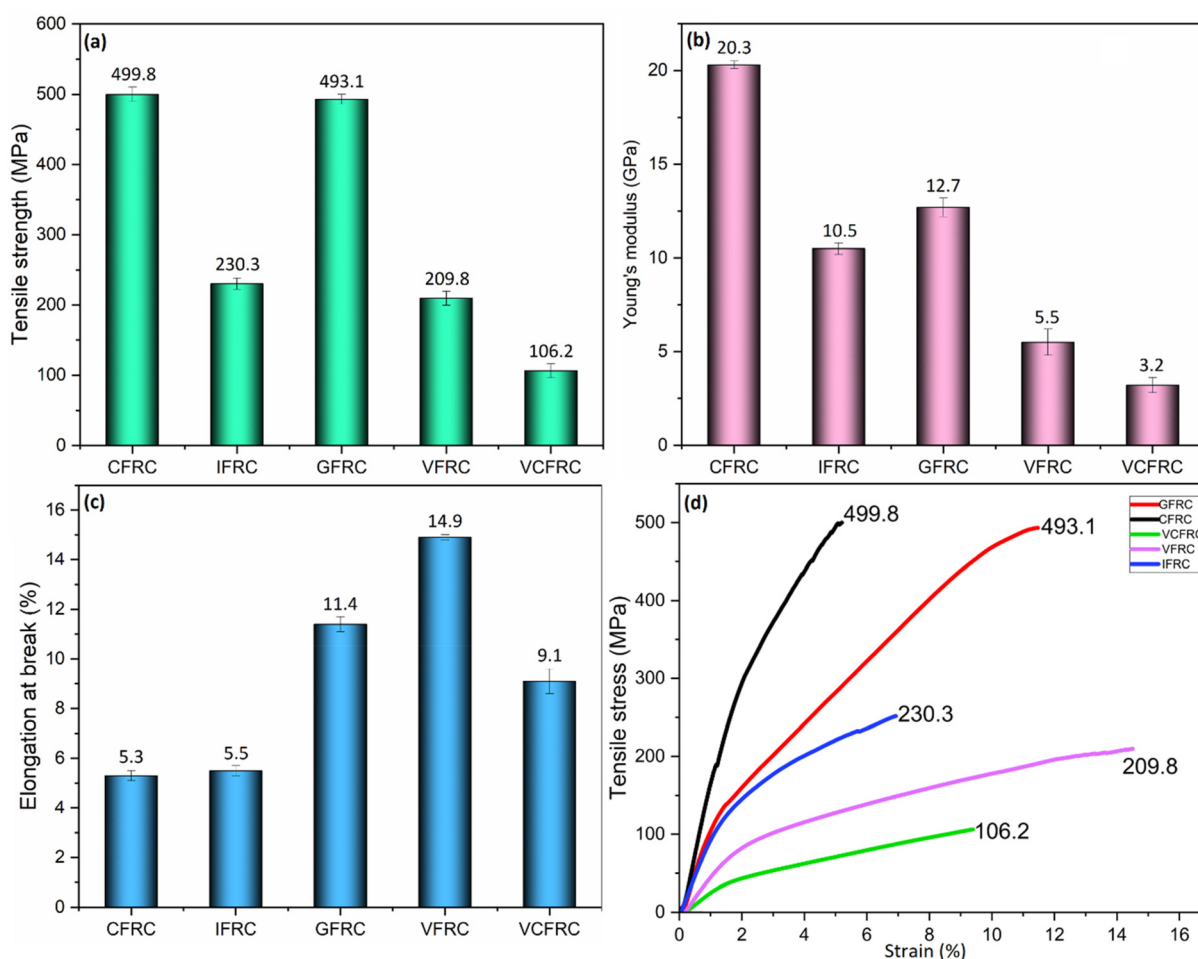 (a)
Tensile strength (MPa)
600
500
400
300
200
100
0
499.8
230.3
493.1
209.8
106.2
CFRC IFRC GFRC VFRC VCFRC
(b)
Young's modulus (GPa)
20
15
10
5
0
20.3
10.5
12.7
5.5
3.2
CFRC IFRC GFRC VFRC VCFRC
(c)
Elongation at break (%)
16
14
12
10
8
6
4
2
0
5.3
5.5
11.4
14.9
9.1
CFRC IFRC GFRC VFRC VCFRC
(d)
Tensile stress (MPa)
500
400
300
200
100
0
499.8
493.1
230.3
209.8
106.2
GFRC
CFRC
VCFRC
VFRC
IFRC
0 2 4 6 8 10 12 14 16
Strain (%)